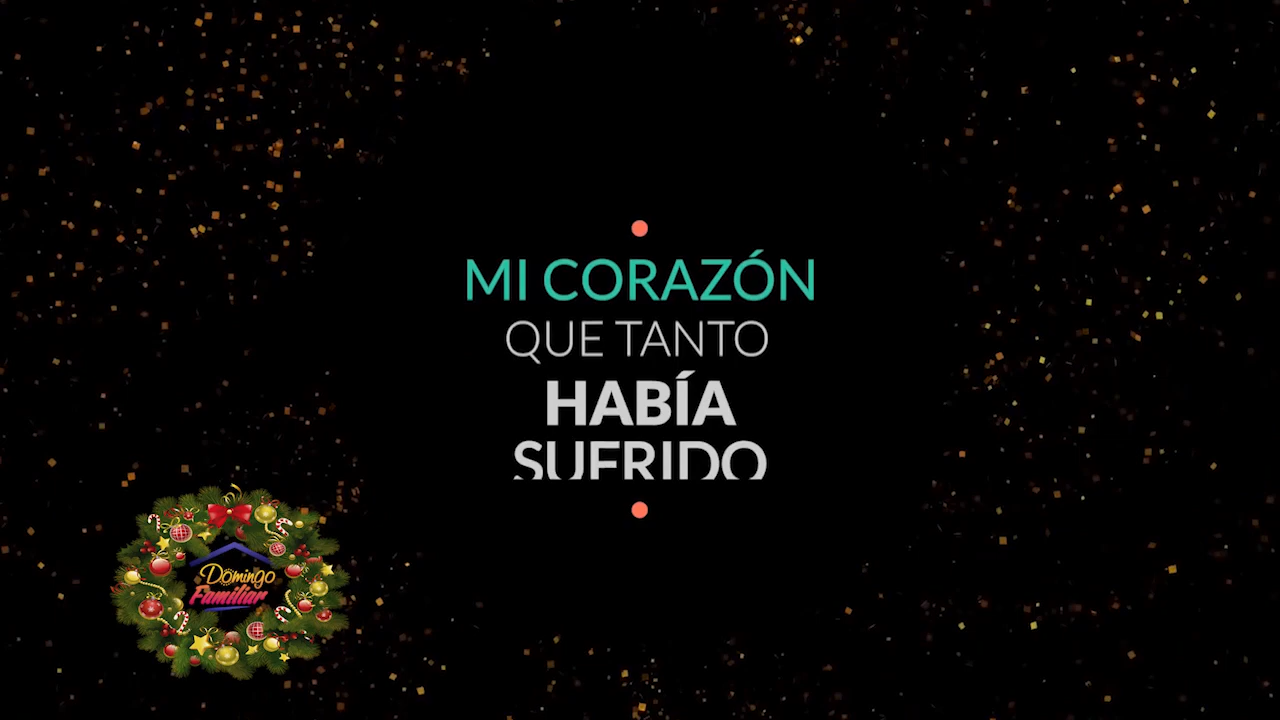 MI CORAZÓN
QUE TANTO
HABÍA
SUFRIDO
Domingo
Familiar